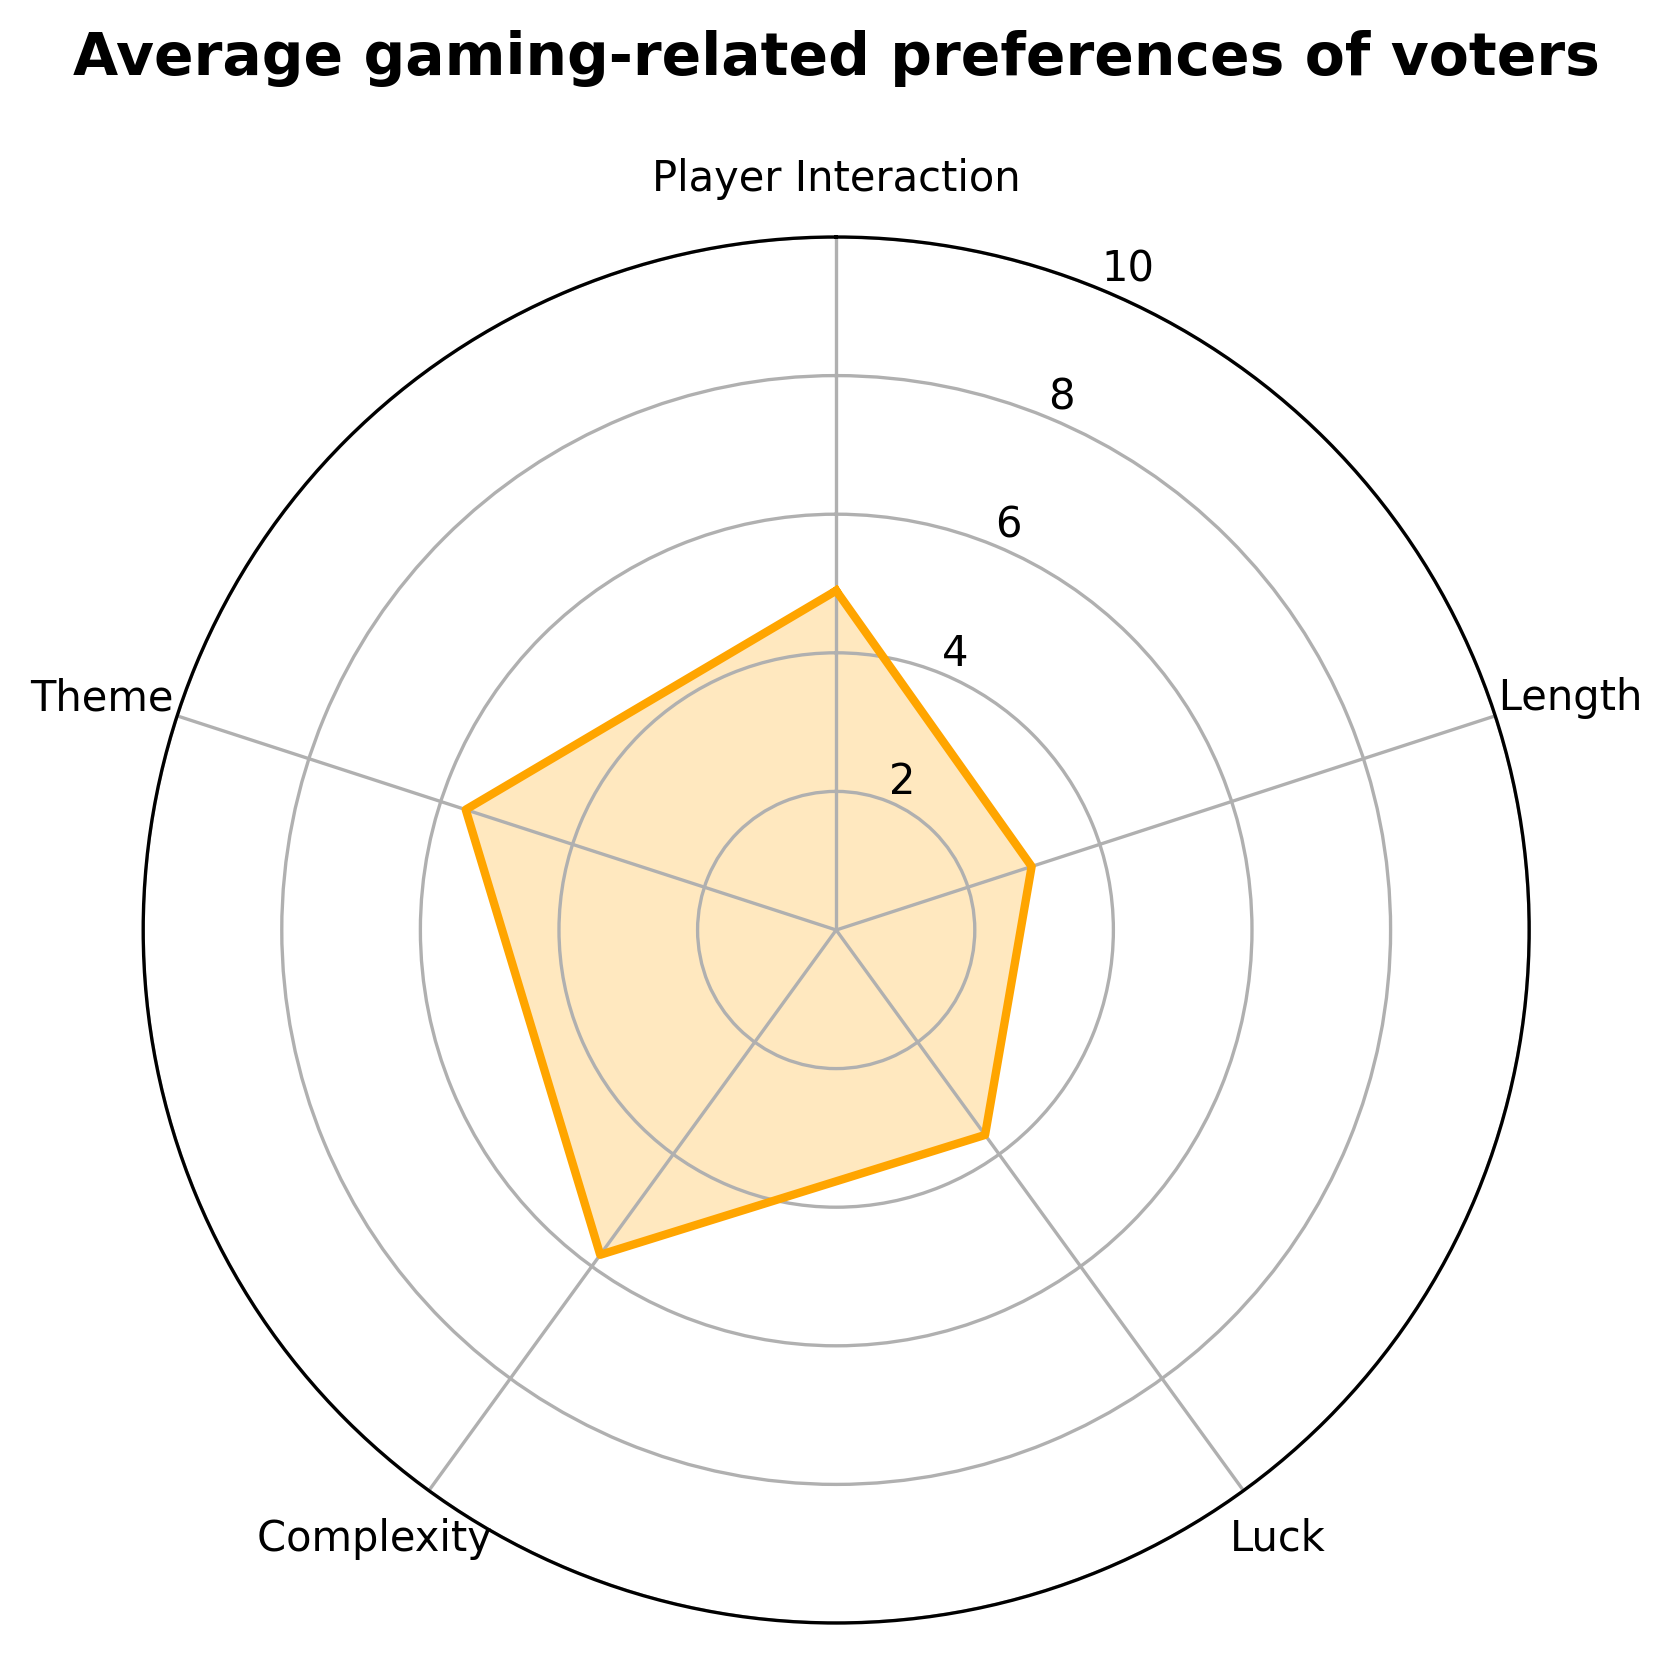 Average gaming-related preferences of voters
Player Interaction
10
8
6
4
2
Theme
Length
Complexity
Luck